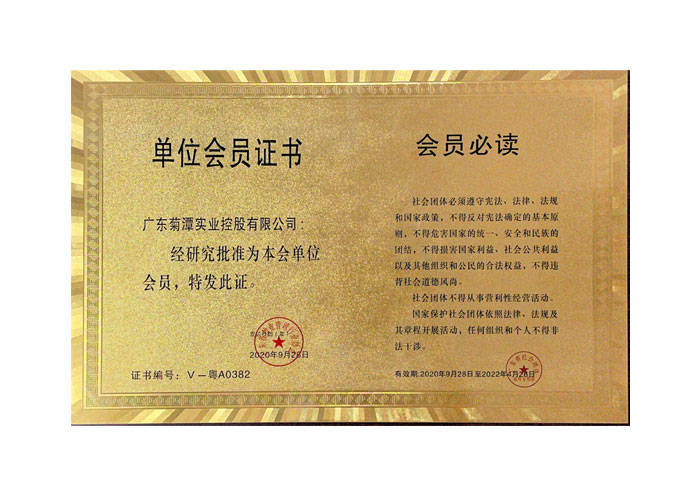 单位会员证书
广东菊潭实业控股有限公司：
经研究批准为本会单位
会员，特发此证。
2020年9月28日
证书编号：V－粤A0382
会员必读
社会团体必须遵守宪法、法律、法规
和国家政策，不得反对宪法确定的基本原
则，不得危害国家的统一、安全和民族的
团结，不得损害国家利益、社会公共利益
以及其他组织和公民的合法权益，不得违
背社会道德风尚。
社会团体不得从事营利性经营活动。
国家保护社会团体依照法律、法规及
其章程开展活动，任何组织和个人不得非
法干涉。
有效期:2020年9月28日至2022年4月28日